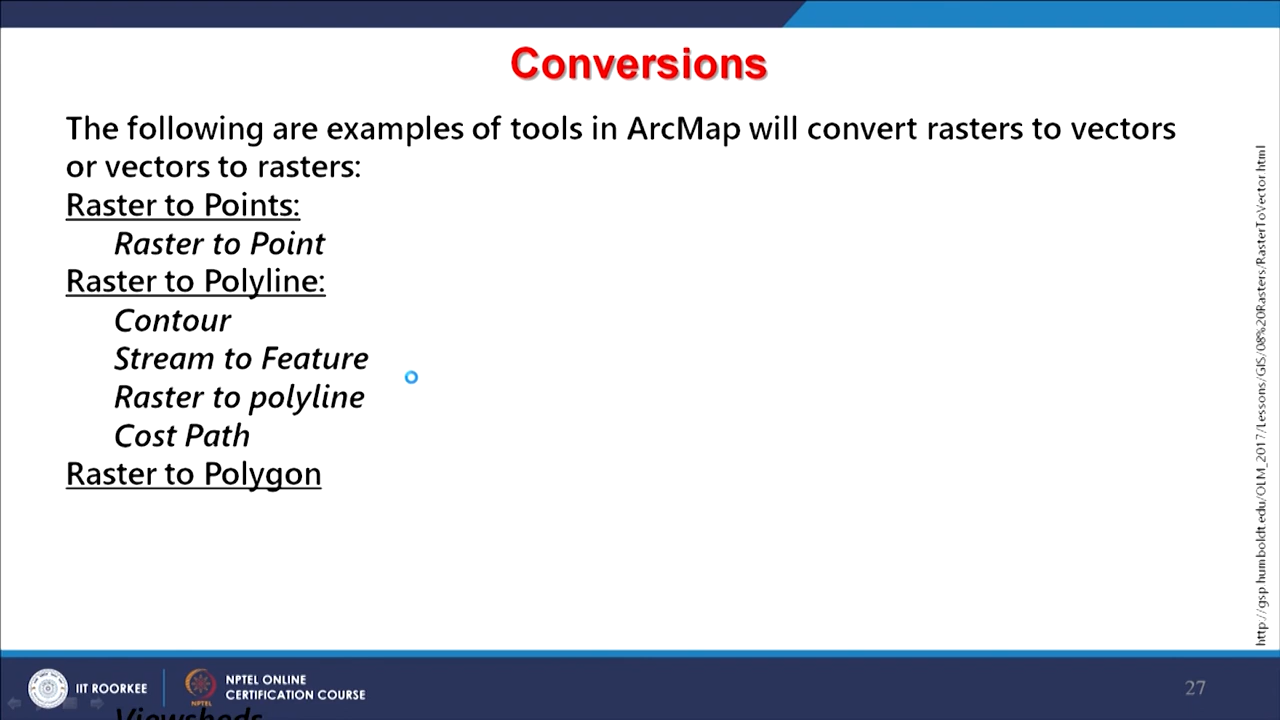 Conversions
The following are examples of tools in ArcMap will convert rasters to vectors
or vectors to rasters:
Raster to Points:
Raster to Point
Raster to Polyline:
Contour
Stream to Feature
Raster to polyline
Cost Path
Raster to Polygon
http://gsp.humboldt.edu/OLM_2017/Lessons/GIS/08%20Rasters/RasterToVector.html
IIT ROORKEE
NPTEL ONLINE
CERTIFICATION COURSE
NPTEL
27
Viewsheds